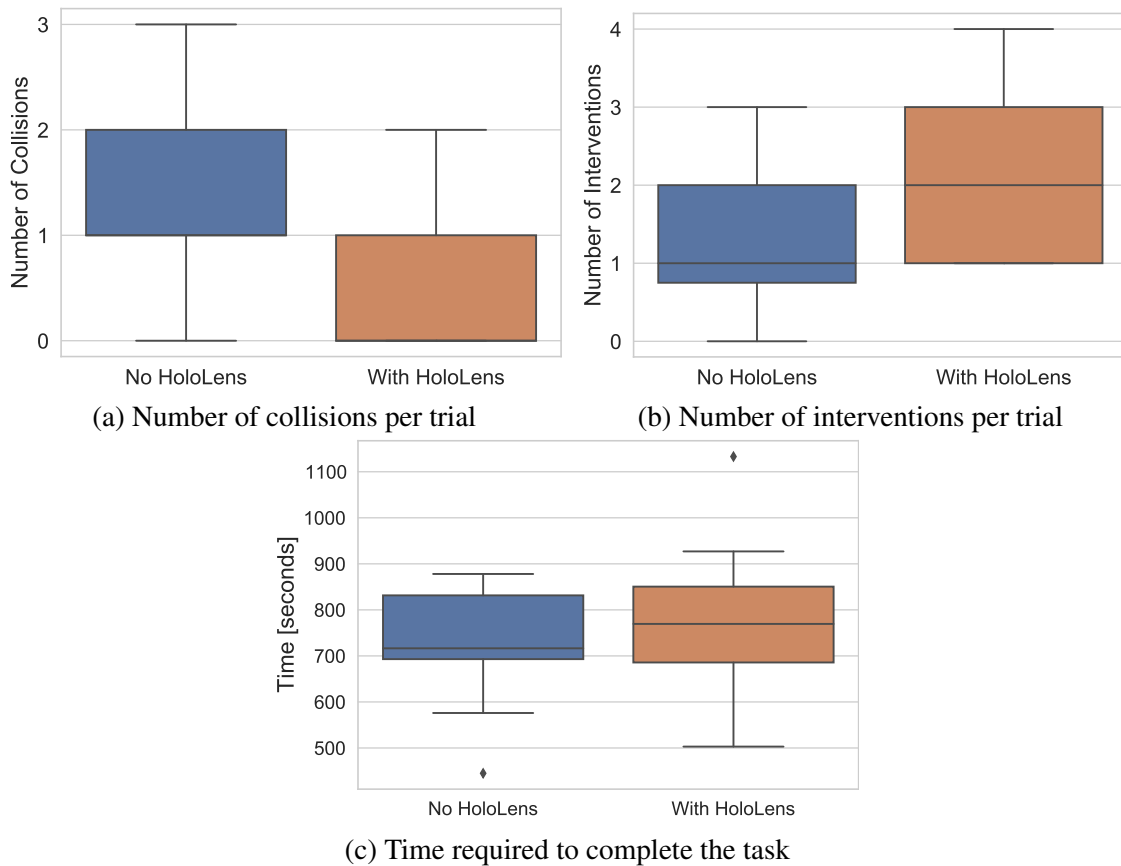 Number of Collisions
3
2
1
0
No HoloLens With HoloLens
(a) Number of collisions per trial
Number of Interventions
4
3
2
1
0
No HoloLens With HoloLens
(b) Number of interventions per trial
Time [seconds]
1100
1000
900
800
700
600
500
No HoloLens With HoloLens
(c) Time required to complete the task